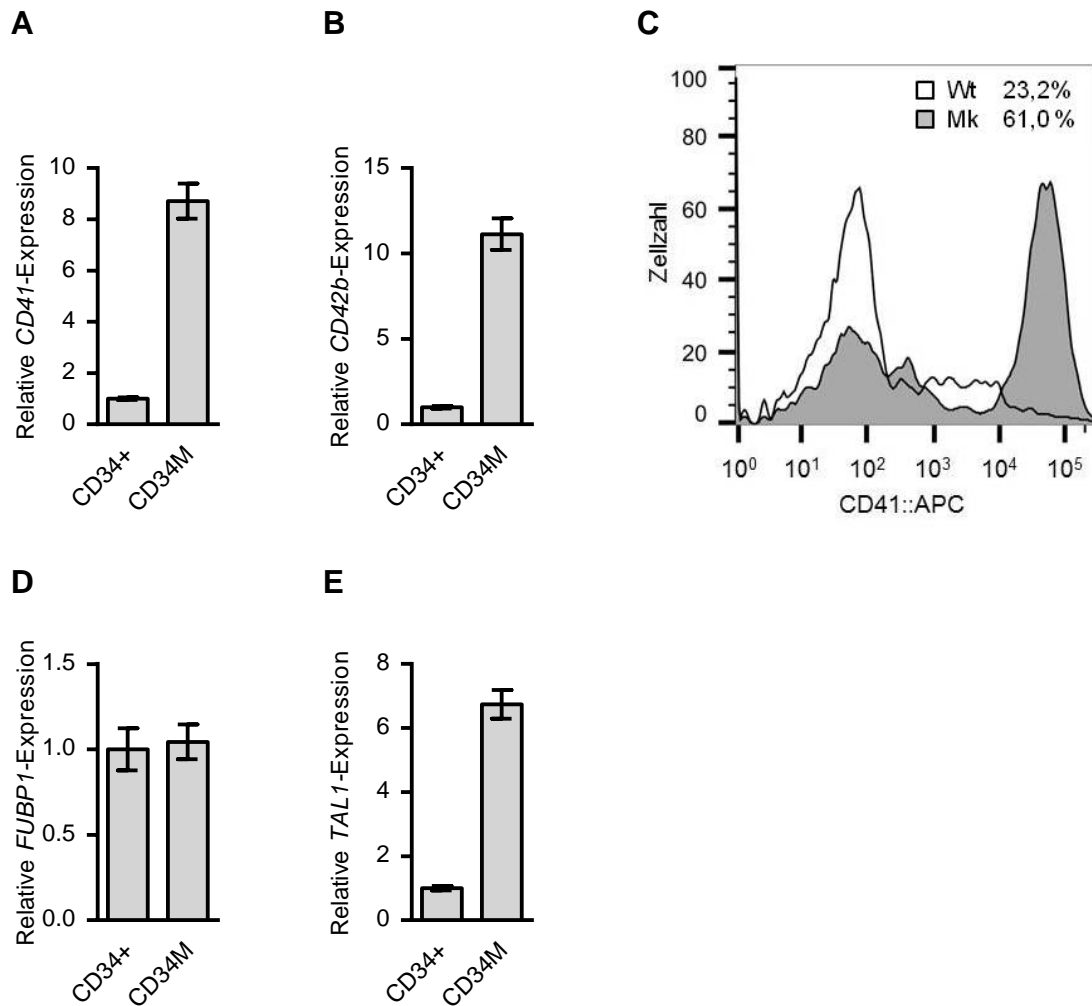 A
Relative CD41-Expression
10
8
6
4
2
0
CD34+
CD34M
B
Relative CD42b-Expression
15
10
5
0
CD34+
CD34M
C
Zellzahl
100
80
60
40
20
0
Wt 23,2%
Mk 61,0 %
10⁰ 10¹ 10² 10³ 10⁴ 10⁵
CD41::APC
D
Relative FUBP1-Expression
1.5
1.0
0.5
0.0
CD34+
CD34M
E
Relative TAL1-Expression
8
6
4
2
0
CD34+
CD34M